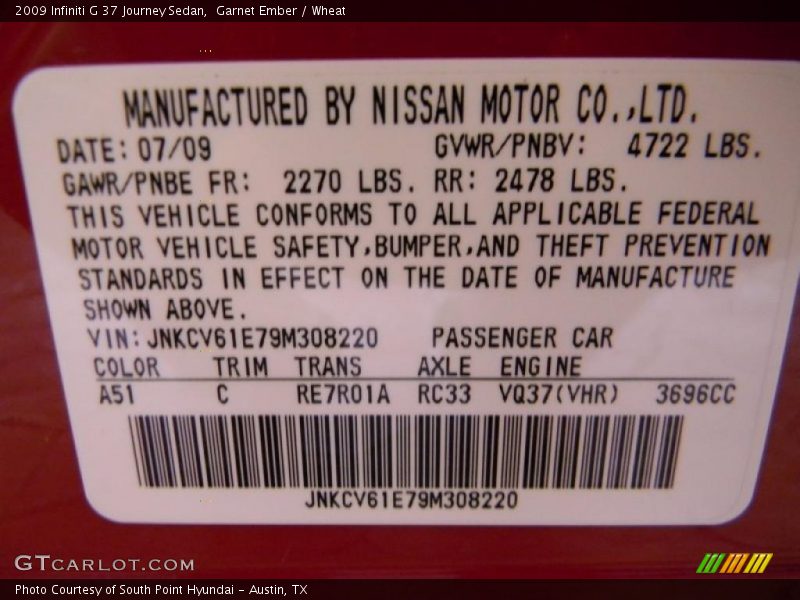 2009 Infiniti G 37 Journey Sedan,  Garnet Ember / Wheat
MANUFACTURED BY NISSAN MOTOR CO.,LTD.
DATE: 07/09 GVWR/PNBV: 4722 LBS.
GAWR/PNBE FR: 2270 LBS. RR: 2478 LBS.
THIS VEHICLE CONFORMS TO ALL APPLICABLE FEDERAL
MOTOR VEHICLE SAFETY,BUMPER,AND THEFT PREVENTION
STANDARDS IN EFFECT ON THE DATE OF MANUFACTURE
SHOWN ABOVE.
VIN: JNKCV61E79M308220 PASSENGER CAR
COLOR TRIM TRANS AXLE ENGINE
A51 C RE7R01A RC33 VQ37(VHR) 3696CC
JNKCV61E79M308220
GTCARLOT.COM
Photo Courtesy of South Point Hyundai - Austin, TX